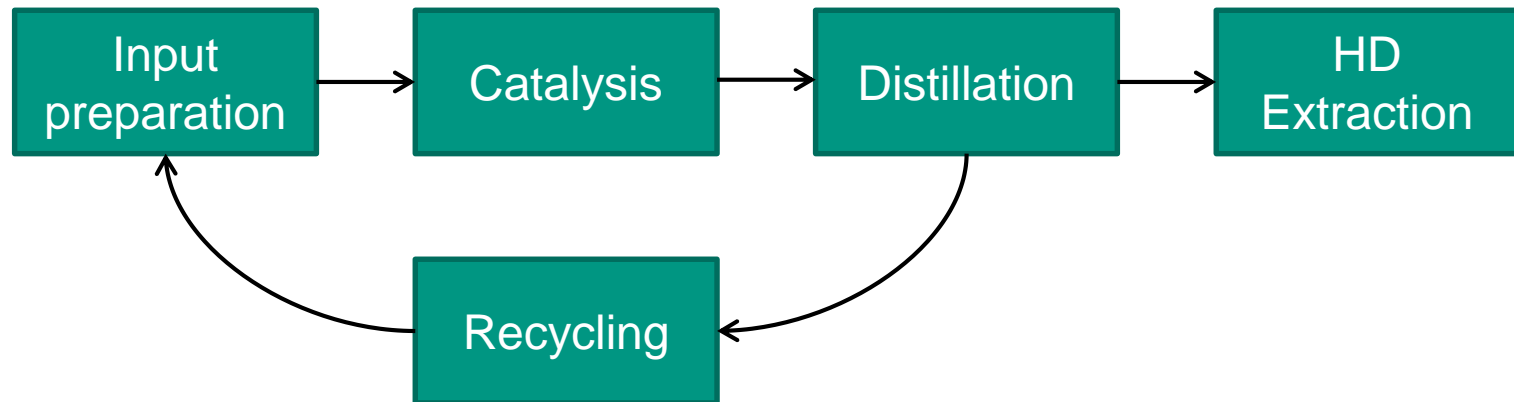 Input
preparation
Catalysis
Distillation
HD
Extraction
Recycling